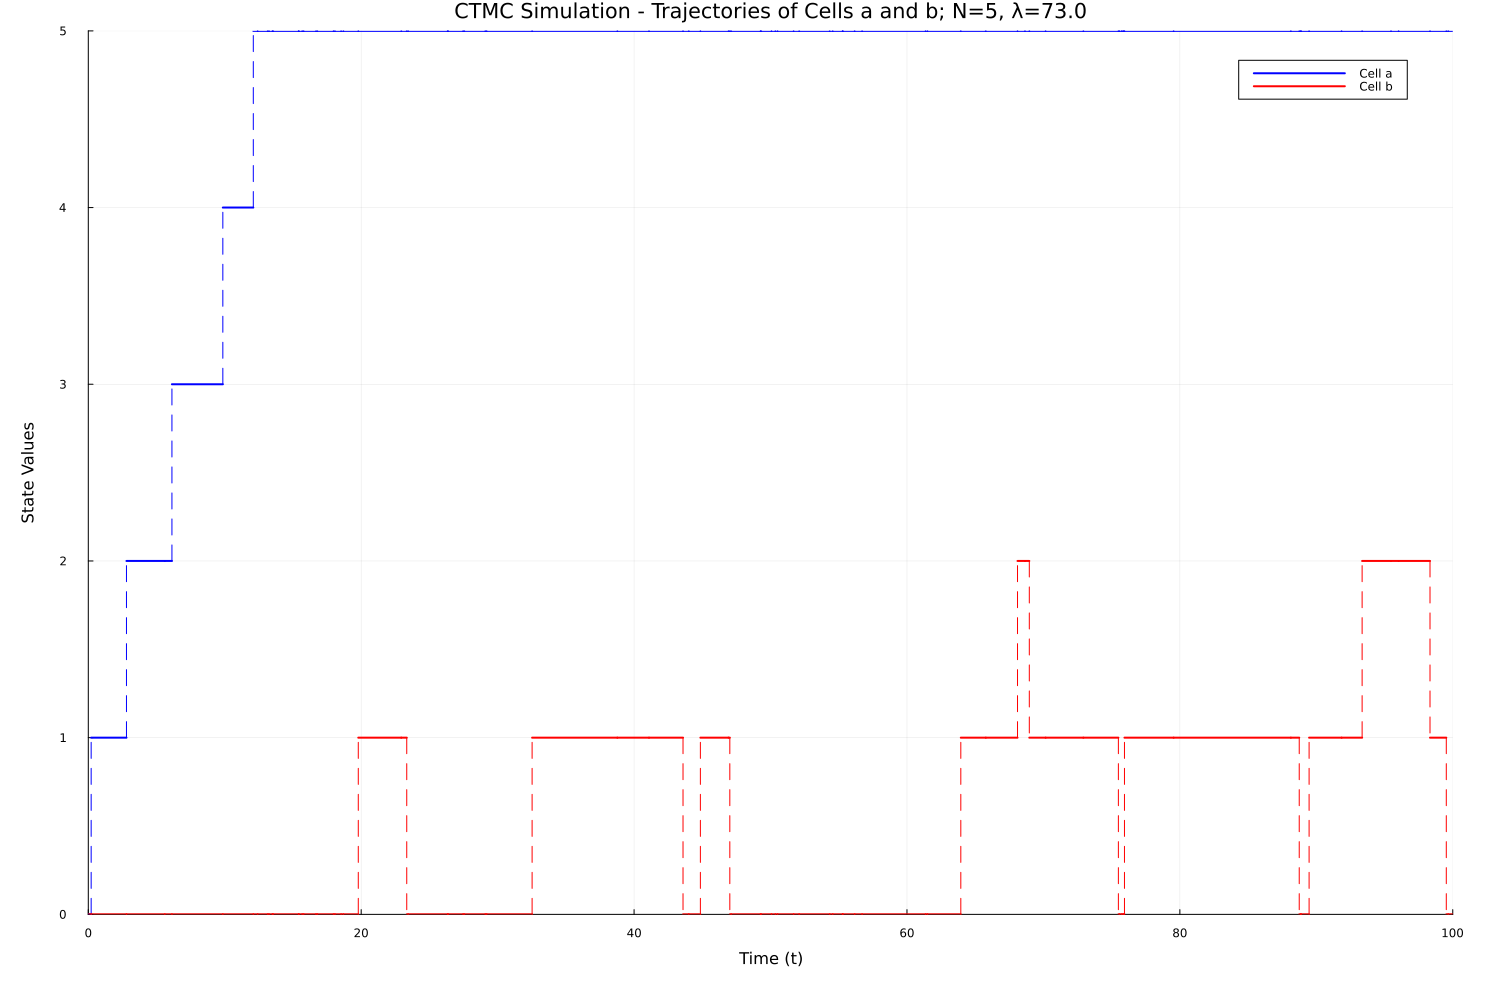 CTMC Simulation - Trajectories of Cells a and b; N=5, λ=73.0
5
Cell a
Cell b
4
3
State Values
2
1
0
0 20 40 60 80 100
Time (t)